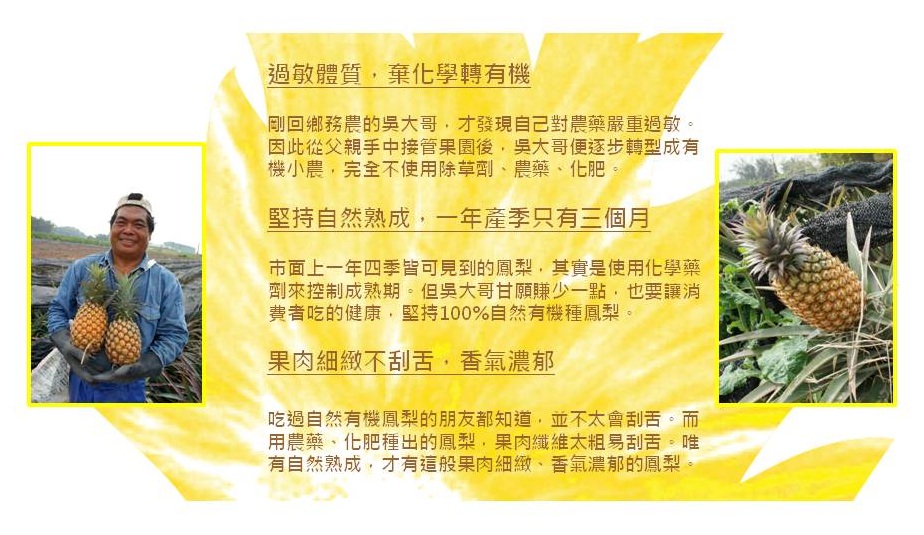 過敏體質，棄化學轉有機
剛回鄉務農的吳大哥，才發現自己對農藥嚴重過敏。
因此從父親手中接管果園後，吳大哥便逐步轉型成有
機小農，完全不使用除草劑、農藥、化肥。
堅持自然熟成，一年產季只有三個月
市面上一年四季皆可見到的鳳梨，其實是使用化學藥
劑來控制成熟期。但吳大哥甘願賺少一點，也要讓消
費者吃的健康，堅持100%自然有機種鳳梨。
果肉細緻不刮舌，香氣濃郁
吃過自然有機鳳梨的朋友都知道，並不太會刮舌。而
用農藥、化肥種出的鳳梨，果肉纖維太粗易刮舌。唯
有自然熟成，才有這般果肉細緻、香氣濃郁的鳳梨。